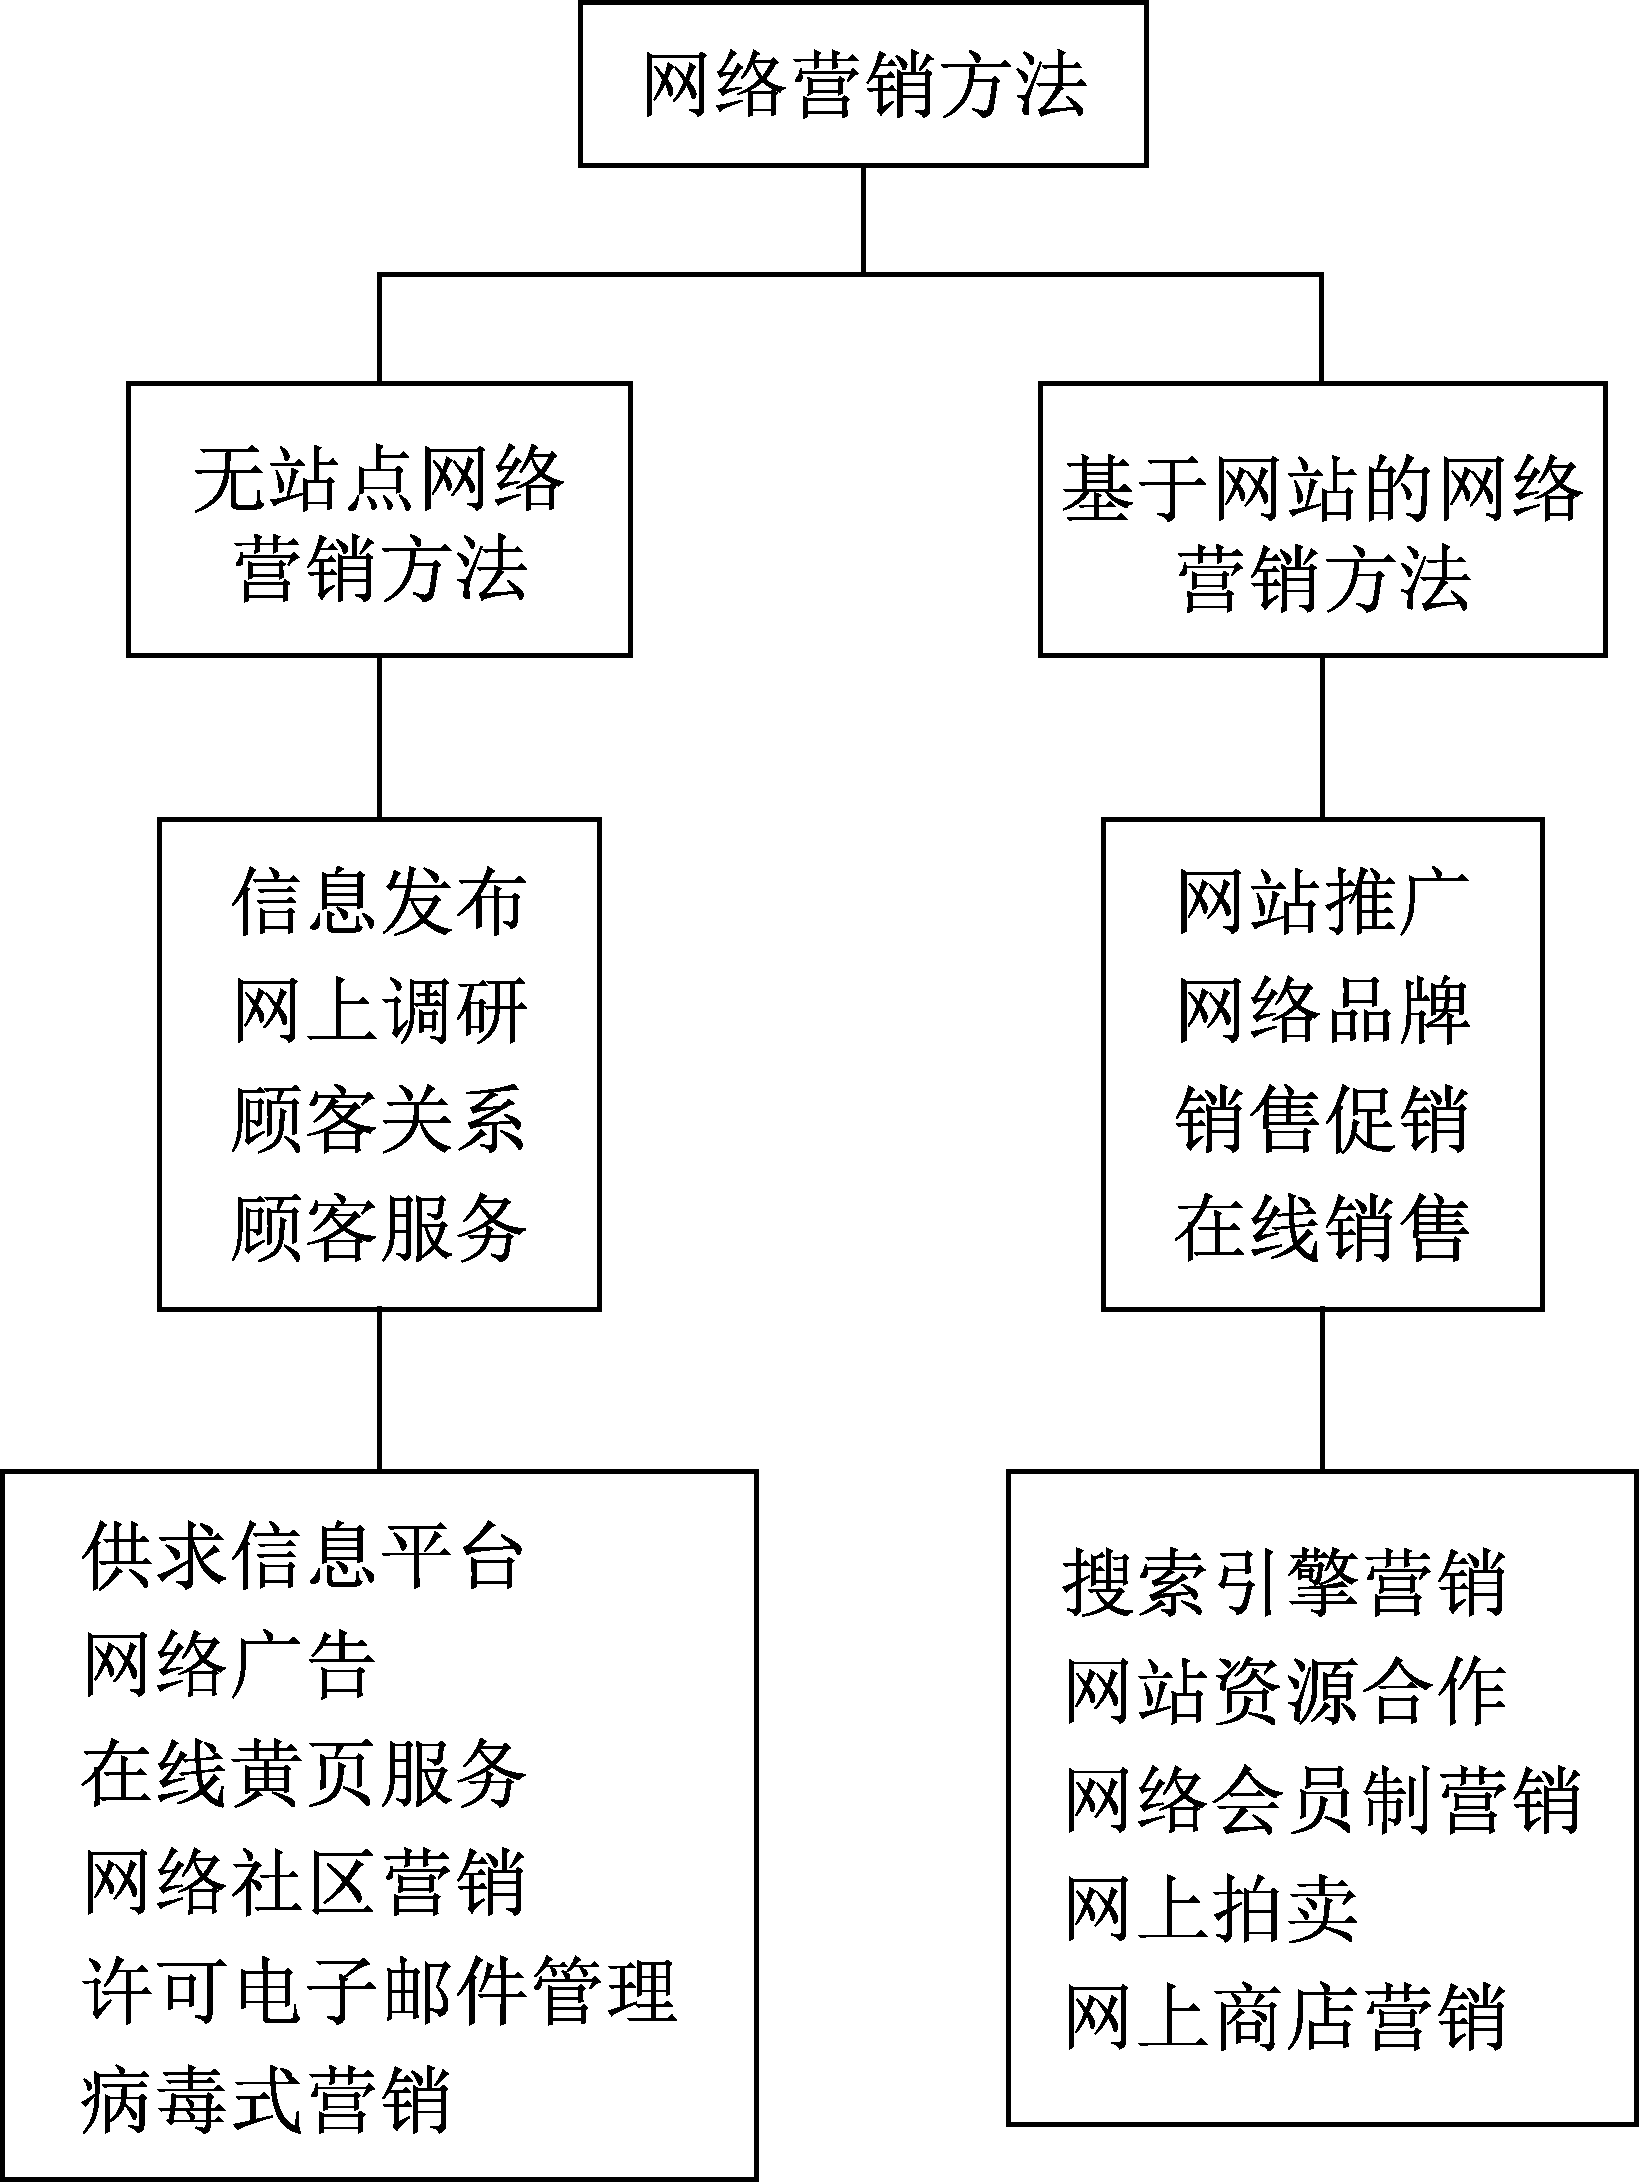 网络营销方法
无站点网络
营销方法
基于网站的网络
营销方法
信息发布
网上调研
顾客关系
顾客服务
网站推广
网络品牌
销售促销
在线销售
供求信息平台
网络广告
在线黄页服务
网络社区营销
许可电子邮件管理
病毒式营销
搜索引擎营销
网站资源合作
网络会员制营销
网上拍卖
网上商店营销